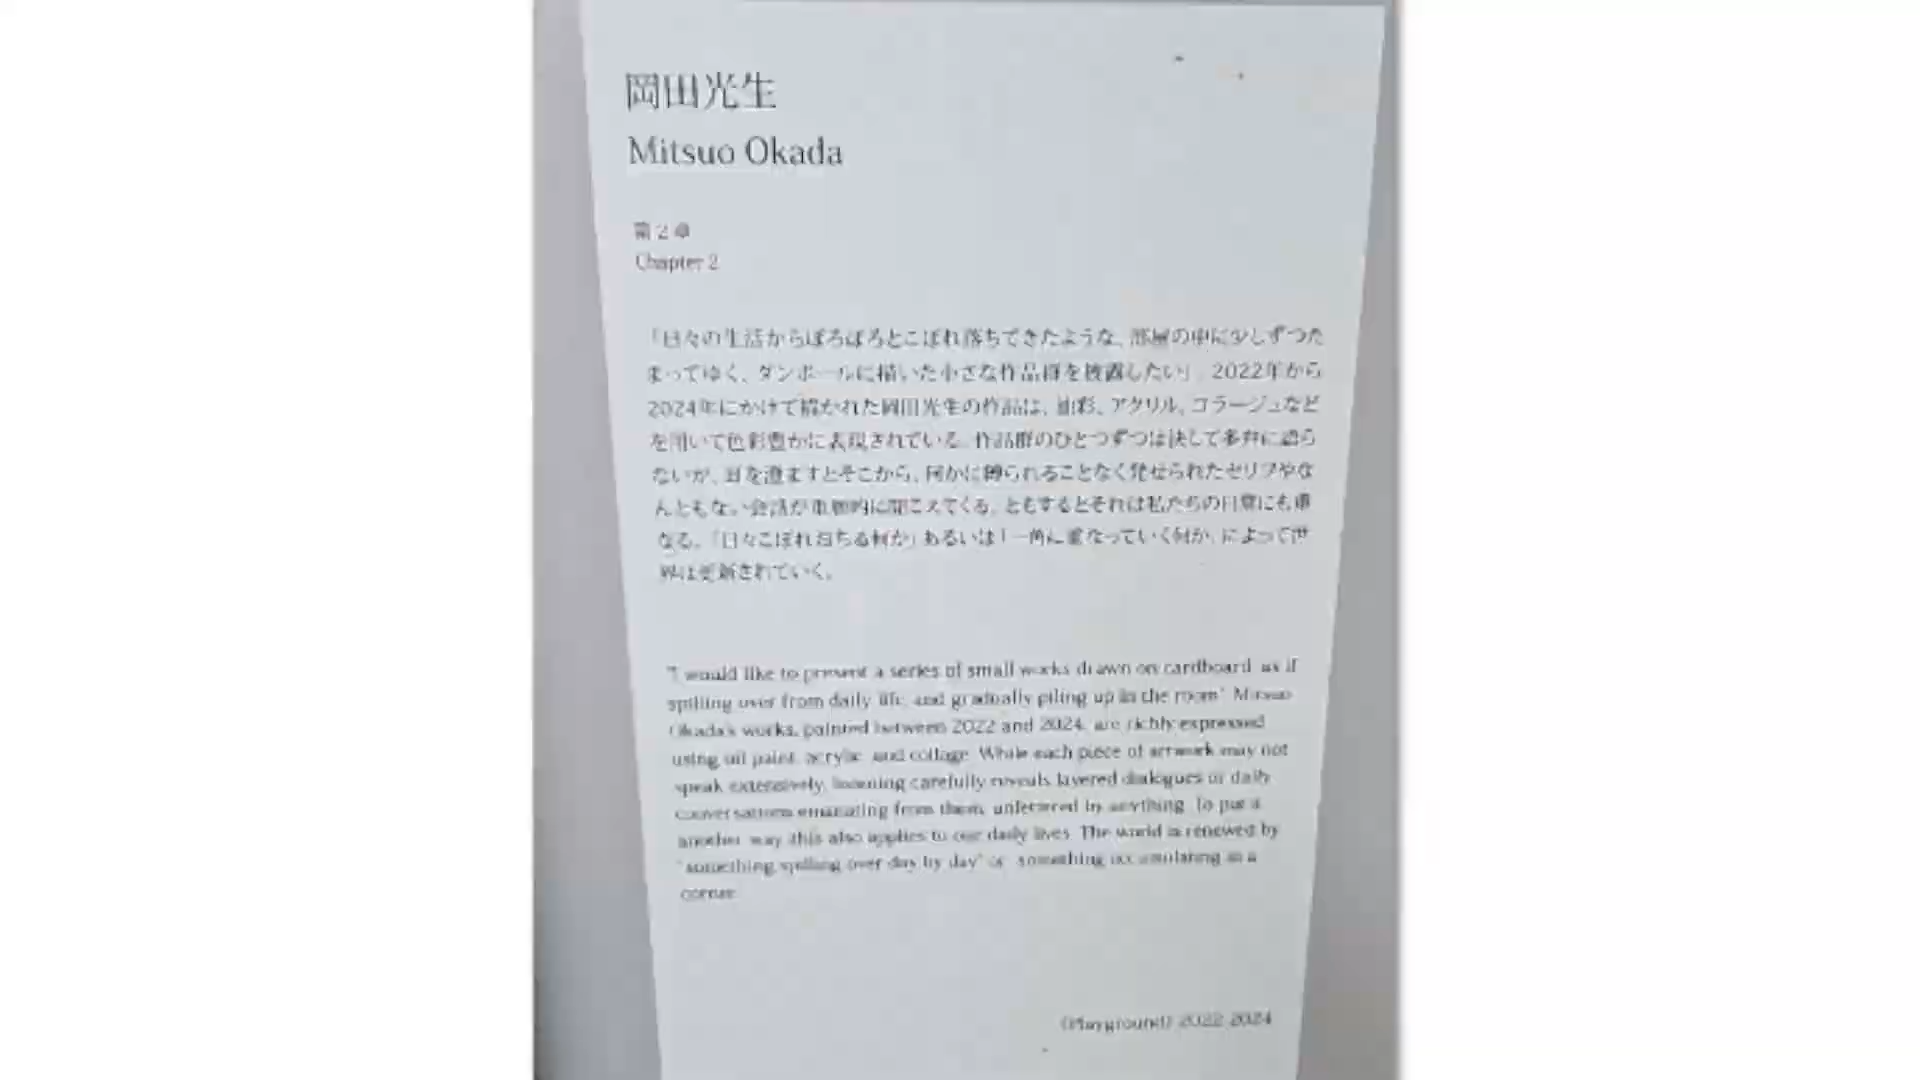 岡田光生
Mitsuo Okada
第2章
Chapter 2
「日々の生活からぽろぽろとこぼれ落ちてきたような、部屋の中に少しずつた
まってゆく、ダンボールに描いた小さな作品群を披露したい」。2022年から
2024年にかけて描かれた岡田光生の作品は、油彩、アクリル、コラージュなど
を用いて色彩豊かに表現されている。作品群のひとつずつは決して多弁に語ら
ないが、耳を澄ますとそこから、何かに縛られることなく発せられたセリフやな
んともない会話が重層的に聞こえてくる。ともするとそれは私たちの日常にも重
なる。「日々こぼれ落ちる何か」あるいは「一角に重なっていく何か」によって世
界は更新されていく。
"I would like to present a series of small works drawn on cardboard, as if
spilling over from daily life, and gradually piling up in the room" Mitsuo
Okada's works, painted between 2022 and 2024, are richly expressed
using oil paint, acrylic, and collage. While each piece of artwork may not
speak extensively, listening carefully reveals layered dialogues or daily
conversations emanating from them, unfettered by anything. To put it
another way, this also applies to our daily lives. The world is renewed by
"something spilling over day by day" or "something accumulating in a
corner."
《Playground》 2022-2024